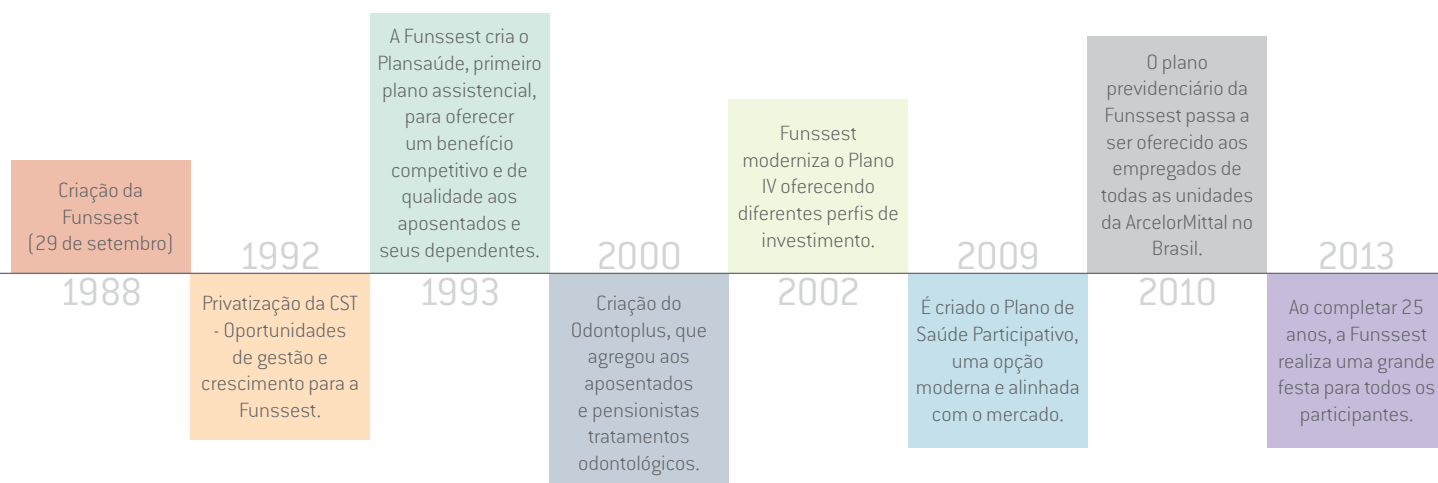 Criação da
Funssest
(29 de setembro)
1988
1992
Privatização da CST
- Oportunidades
de gestão e
crescimento para a
Funssest.
A Funssest cria o
Plansaúde, primeiro
plano assistencial,
para oferecer
um benefício
competitivo e de
qualidade aos
aposentados e
seus dependentes.
1993
2000
Criação do
Odontoplus, que
agregou aos
aposentados
e pensionistas
tratamentos
odontológicos.
Funssest
moderniza o Plano
IV oferecendo
diferentes perfis de
investimento.
2002
2009
É criado o Plano de
Saúde Participativo,
uma opção
moderna e alinhada
com o mercado.
O plano
previdenciário da
Funssest passa a
ser oferecido aos
empregados de
todas as unidades
da ArcelorMittal no
Brasil.
2010
2013
Ao completar 25
anos, a Funssest
realiza uma grande
festa para todos os
participantes.